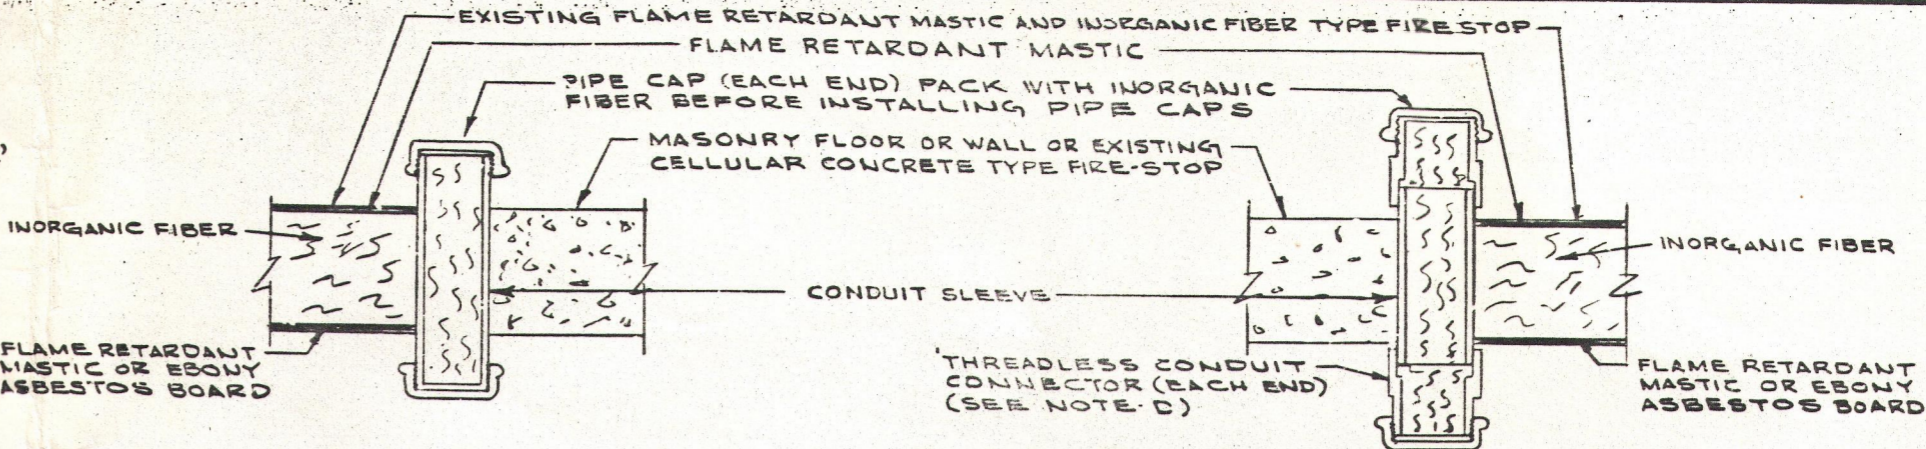 EXISTING FLAME RETARDANT MASTIC AND INORGANIC FIBER TYPE FIRE STOP
FLAME RETARDANT MASTIC
PIPE CAP (EACH END) PACK WITH INORGANIC
FIBER BEFORE INSTALLING PIPE CAPS
MASONRY FLOOR OR WALL OR EXISTING
CELLULAR CONCRETE TYPE FIRE-STOP
INORGANIC FIBER
INORGANIC FIBER
CONDUIT SLEEVE
FLAME RETARDANT
MASTIC OR EBONY
ASBESTOS BOARD
THREADLESS CONDUIT
CONNECTOR (EACH END)
(SEE NOTE D)
FLAME RETARDANT
MASTIC OR EBONY
ASBESTOS BOARD